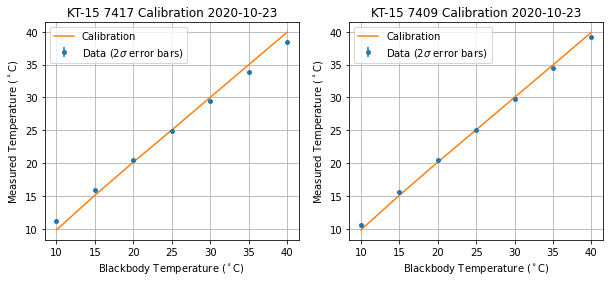 KT-15 7417 Calibration 2020-10-23
Calibration
Data (2σ error bars)
40
35
30
25
20
15
10
Measured Temperature (°C)
10 15 20 25 30 35 40
Blackbody Temperature (°C)
KT-15 7409 Calibration 2020-10-23
Calibration
Data (2σ error bars)
40
35
30
25
20
15
10
Measured Temperature (°C)
10 15 20 25 30 35 40
Blackbody Temperature (°C)